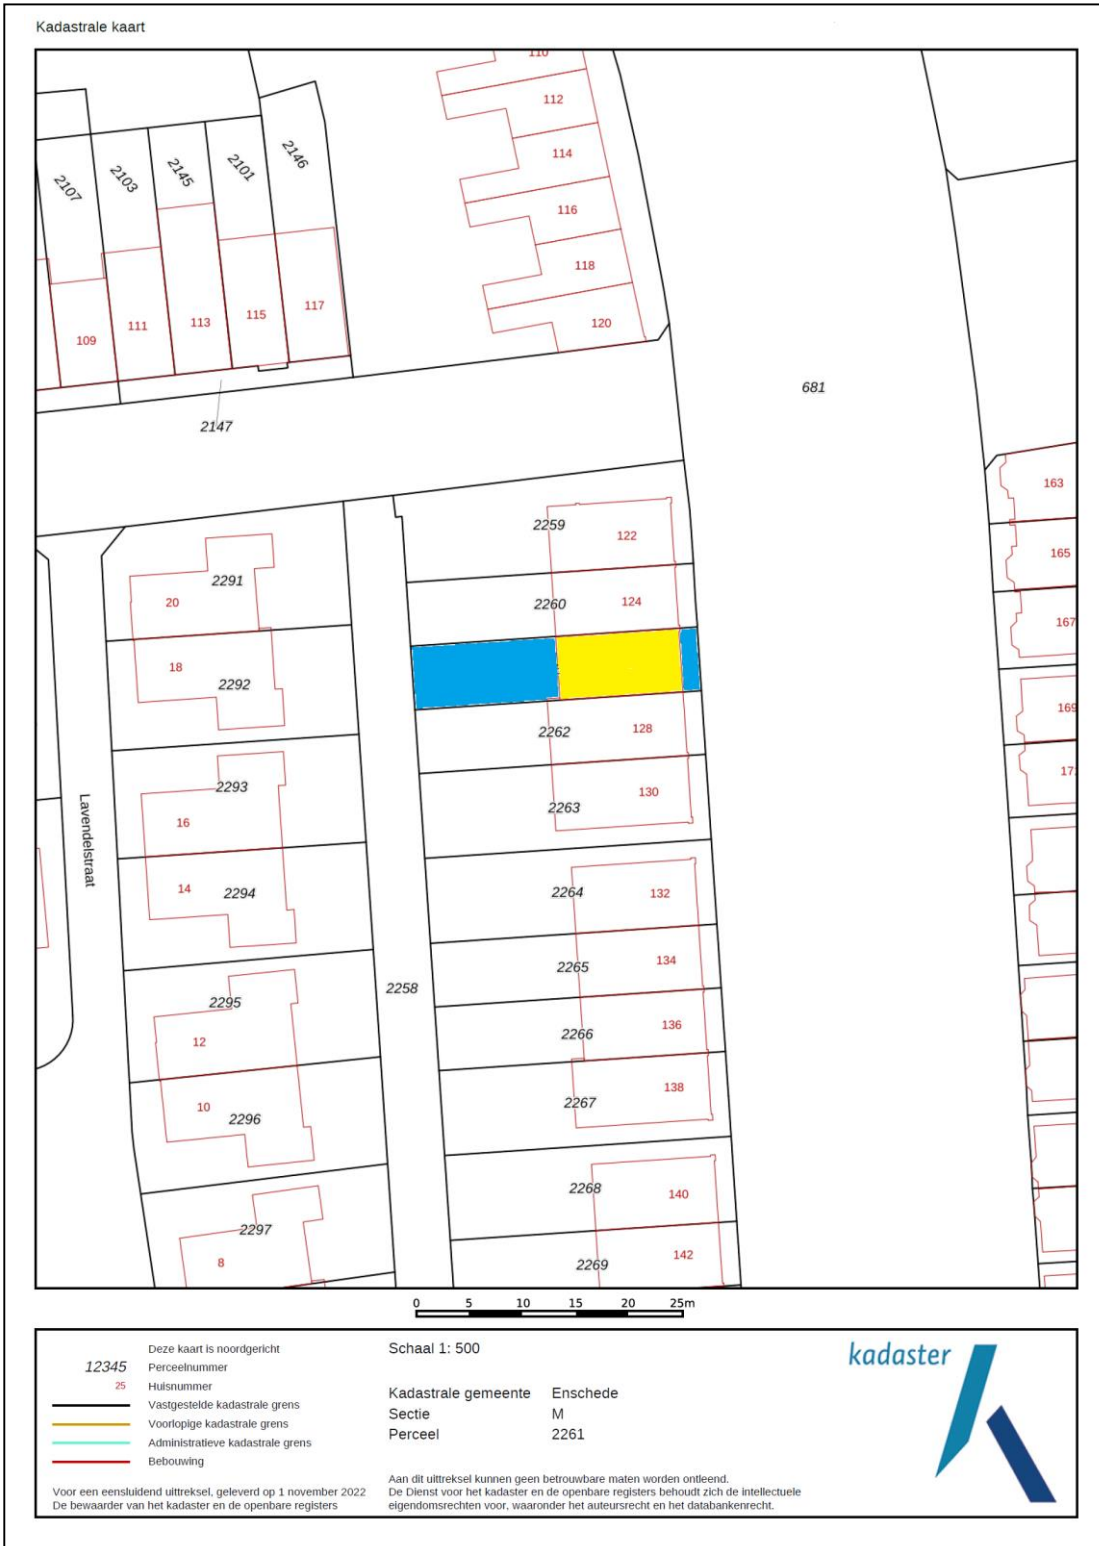 Kadastrale kaart
110
112
114
116
118
120
2107
2103
2145
2101
2146
109
111
113
115
117
2147
681
163
165
167
169
2259
122
2260
124
2262
128
2263
130
2264
132
2265
134
2266
136
2267
138
2268
140
2269
142
2258
2291
20
18
2292
2293
16
14
2294
2295
12
10
2296
2297
8
Lavendelstraat
0 5 10 15 20 25m
Deze kaart is noordgericht
12345 Perceelnummer
25 Huisnummer
Vastgestelde kadastrale grens
Voorlopige kadastrale grens
Administratieve kadastrale grens
Bebouwing
Voor een eensluidend uittreksel, geleverd op 1 november 2022
De bewaarder van het kadaster en de openbare registers
Schaal 1: 500
Kadastrale gemeente Enschede
Sectie M
Perceel 2261
Aan dit uittreksel kunnen geen betrouwbare maten worden ontleend.
De Dienst voor het kadaster en de openbare registers behoudt zich de intellectuele
eigendomsrechten voor, waaronder het auteursrecht en het databankenrecht.
kadaster